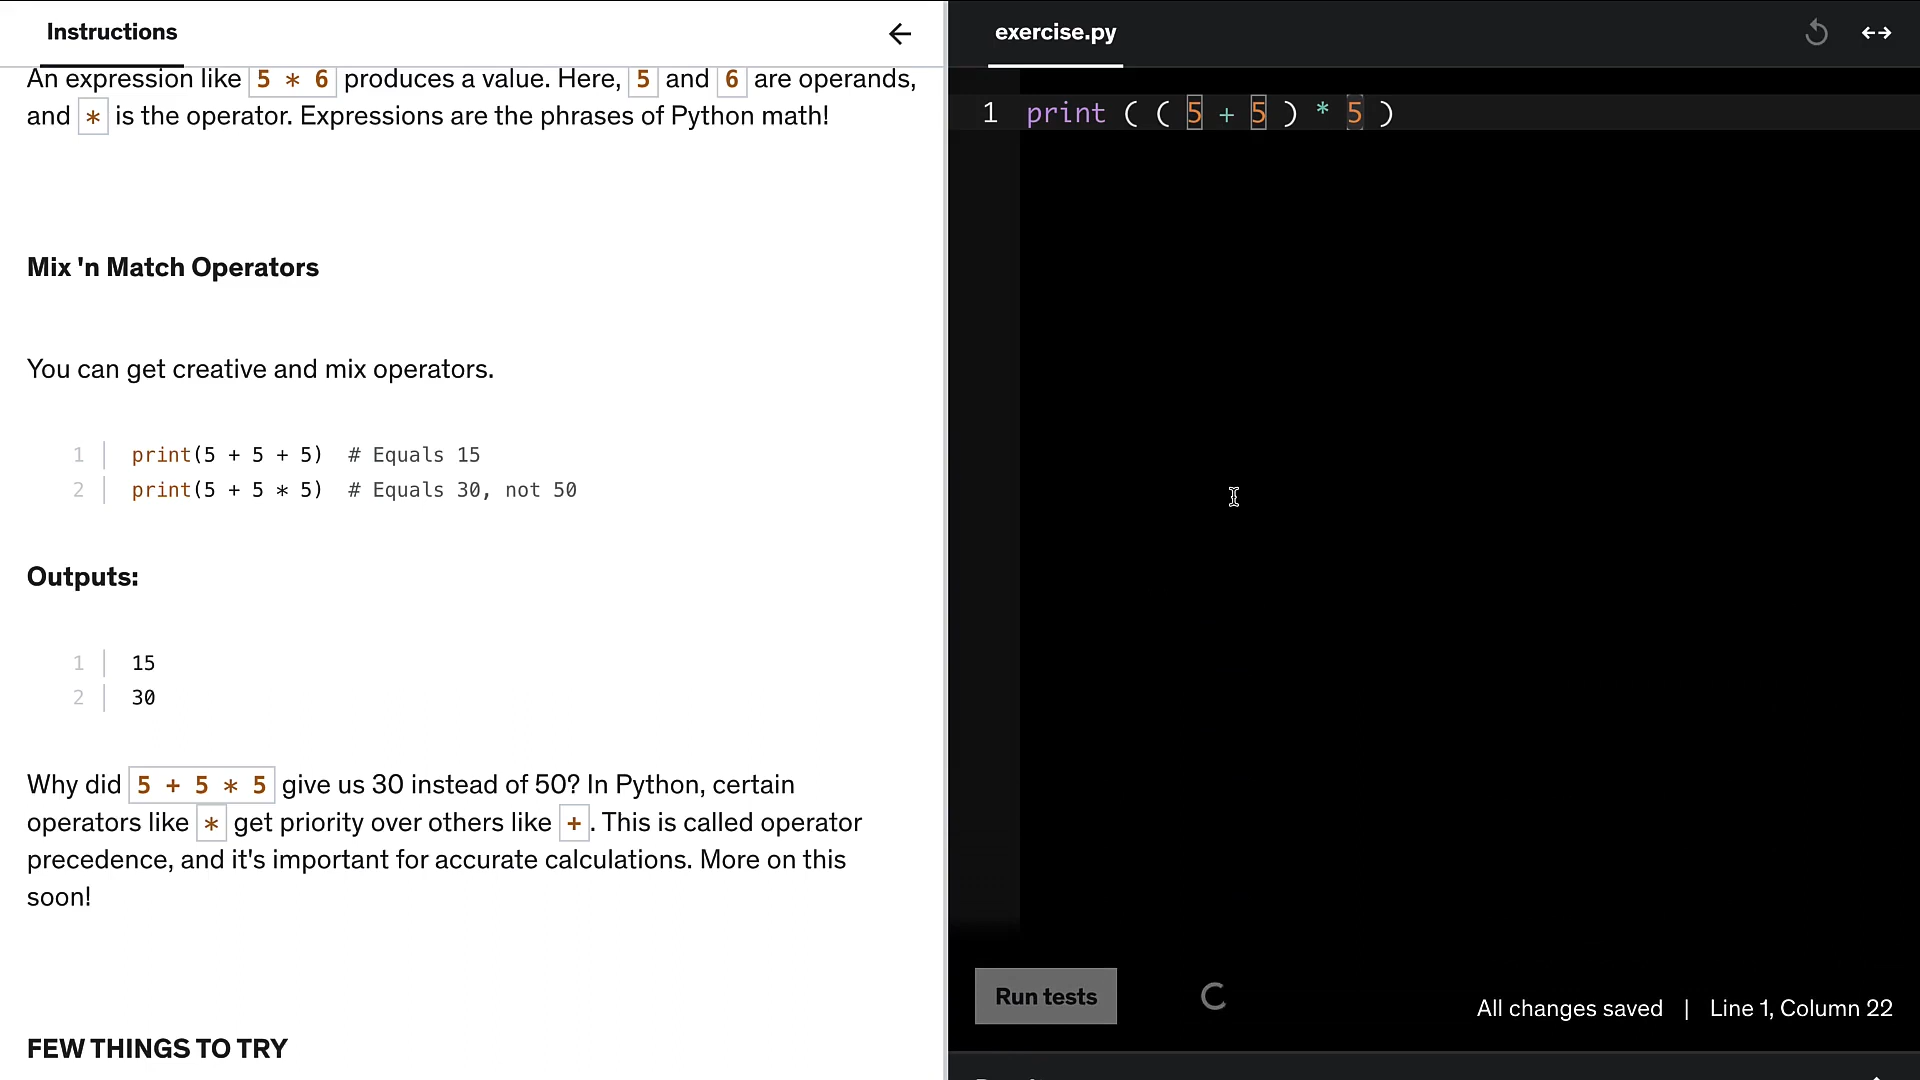 Instructions
An expression like 5 * 6 produces a value. Here, 5 and 6 are operands,
and * is the operator. Expressions are the phrases of Python math!
Mix 'n Match Operators
You can get creative and mix operators.
1 print(5 + 5 + 5) # Equals 15
2 print(5 + 5 * 5) # Equals 30, not 50
Outputs:
1 15
2 30
Why did 5 + 5 * 5 give us 30 instead of 50? In Python, certain
operators like * get priority over others like +. This is called operator
precedence, and it's important for accurate calculations. More on this
soon!
FEW THINGS TO TRY
exercise.py
1 print ( ( 5 + 5 ) * 5 )
Run tests
All changes saved | Line 1, Column 22